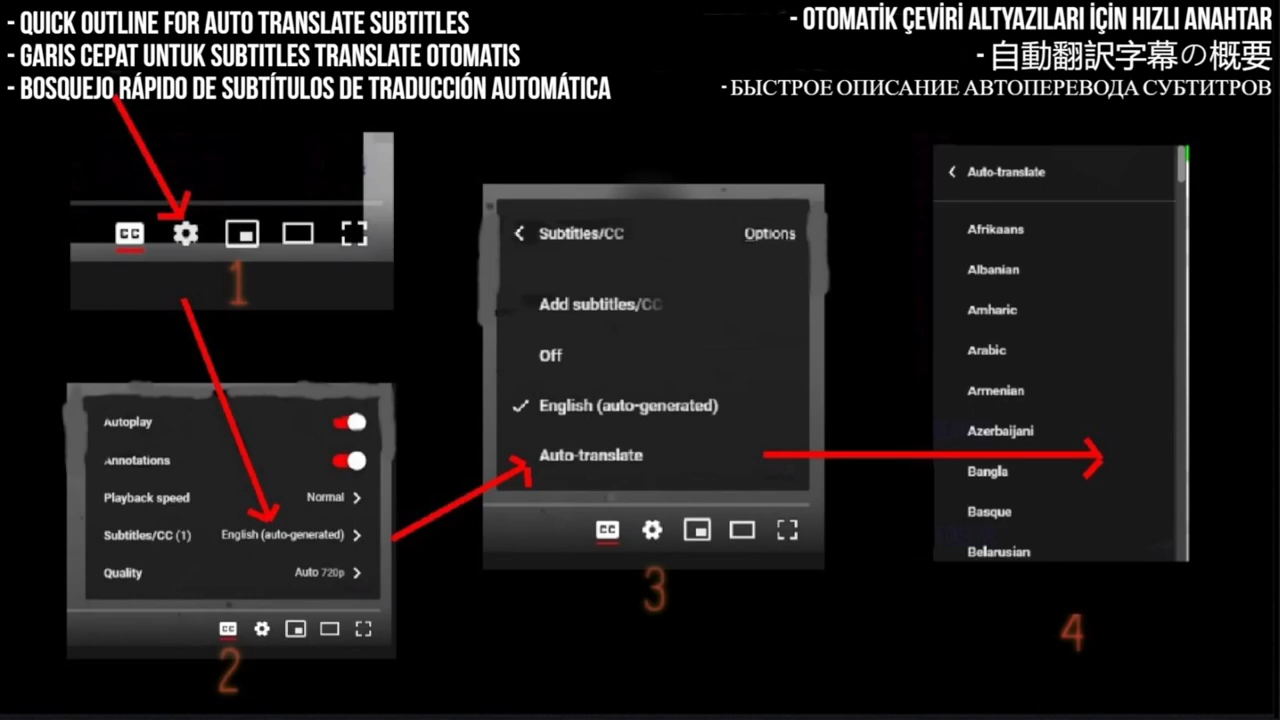 - QUICK OUTLINE FOR AUTO TRANSLATE SUBTITLES
- GARIS CEPAT UNTUK SUBTITLES TRANSLATE OTOMATIS
- BOSQUEJO RÁPIDO DE SUBTÍTULOS DE TRADUCCIÓN AUTOMÁTICA
- OTOMATİK ÇEVİRİ ALTYAZILARI İÇİN HIZLI ANAHTAR
- 自動翻訳字幕の概要
- БЫСТРОЕ ОПИСАНИЕ АВТОПЕРЕВОДА СУБТИТРОВ
CC
1
Autoplay
Annotations
Playback speed Normal
Subtitles/CC (1) English (auto-generated)
Quality Auto 720p
CC
2
Subtitles/CC Options
Add subtitles/CC
Off
English (auto-generated)
Auto-translate
CC
3
Auto-translate
Afrikaans
Albanian
Amharic
Arabic
Armenian
Azerbaijani
Bangla
Basque
Belarusian
4